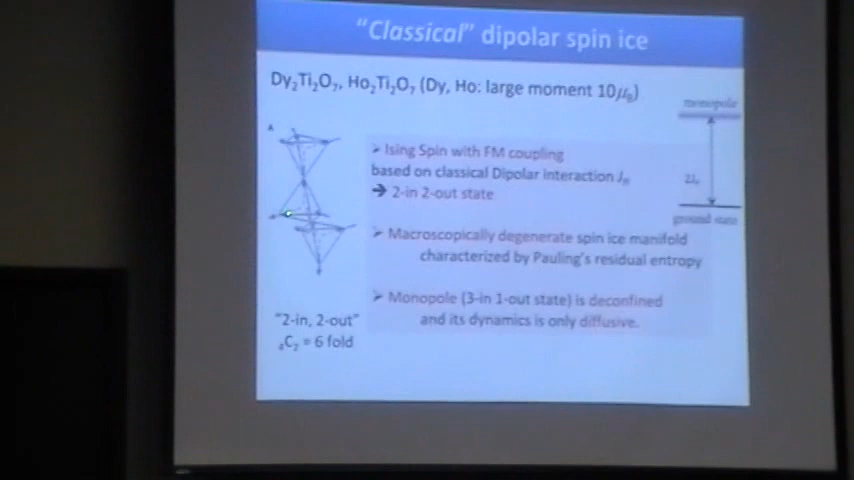 "Classical" dipolar spin ice
Dy₂Ti₂O₇, Ho₂Ti₂O₇ (Dy, Ho: large moment 10μ_B)
monopole
➤ Ising Spin with FM coupling
based on classical Dipolar Interaction
➔ 2-in 2-out state
ground state
➤ Macroscopically degenerate spin ice manifold
characterized by Pauling's residual entropy
➤ Monopole (3-in 1-out state) is deconfined
and its dynamics is only diffusive.
"2-in, 2-out"
₄C₂ = 6 fold